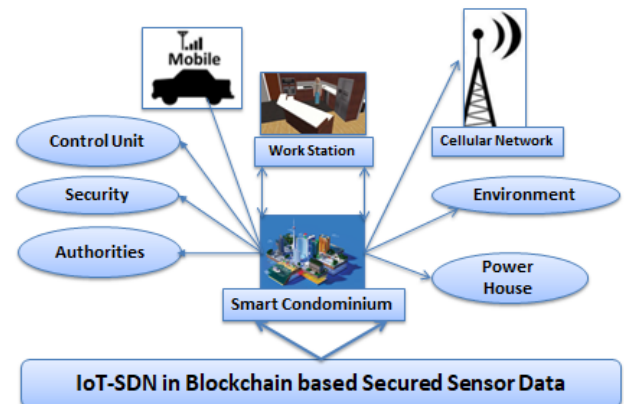 Mobile
Control Unit
Work Station
Cellular Network
Security
Environment
Authorities
Power
House
Smart Condominium
IoT-SDN in Blockchain based Secured Sensor Data